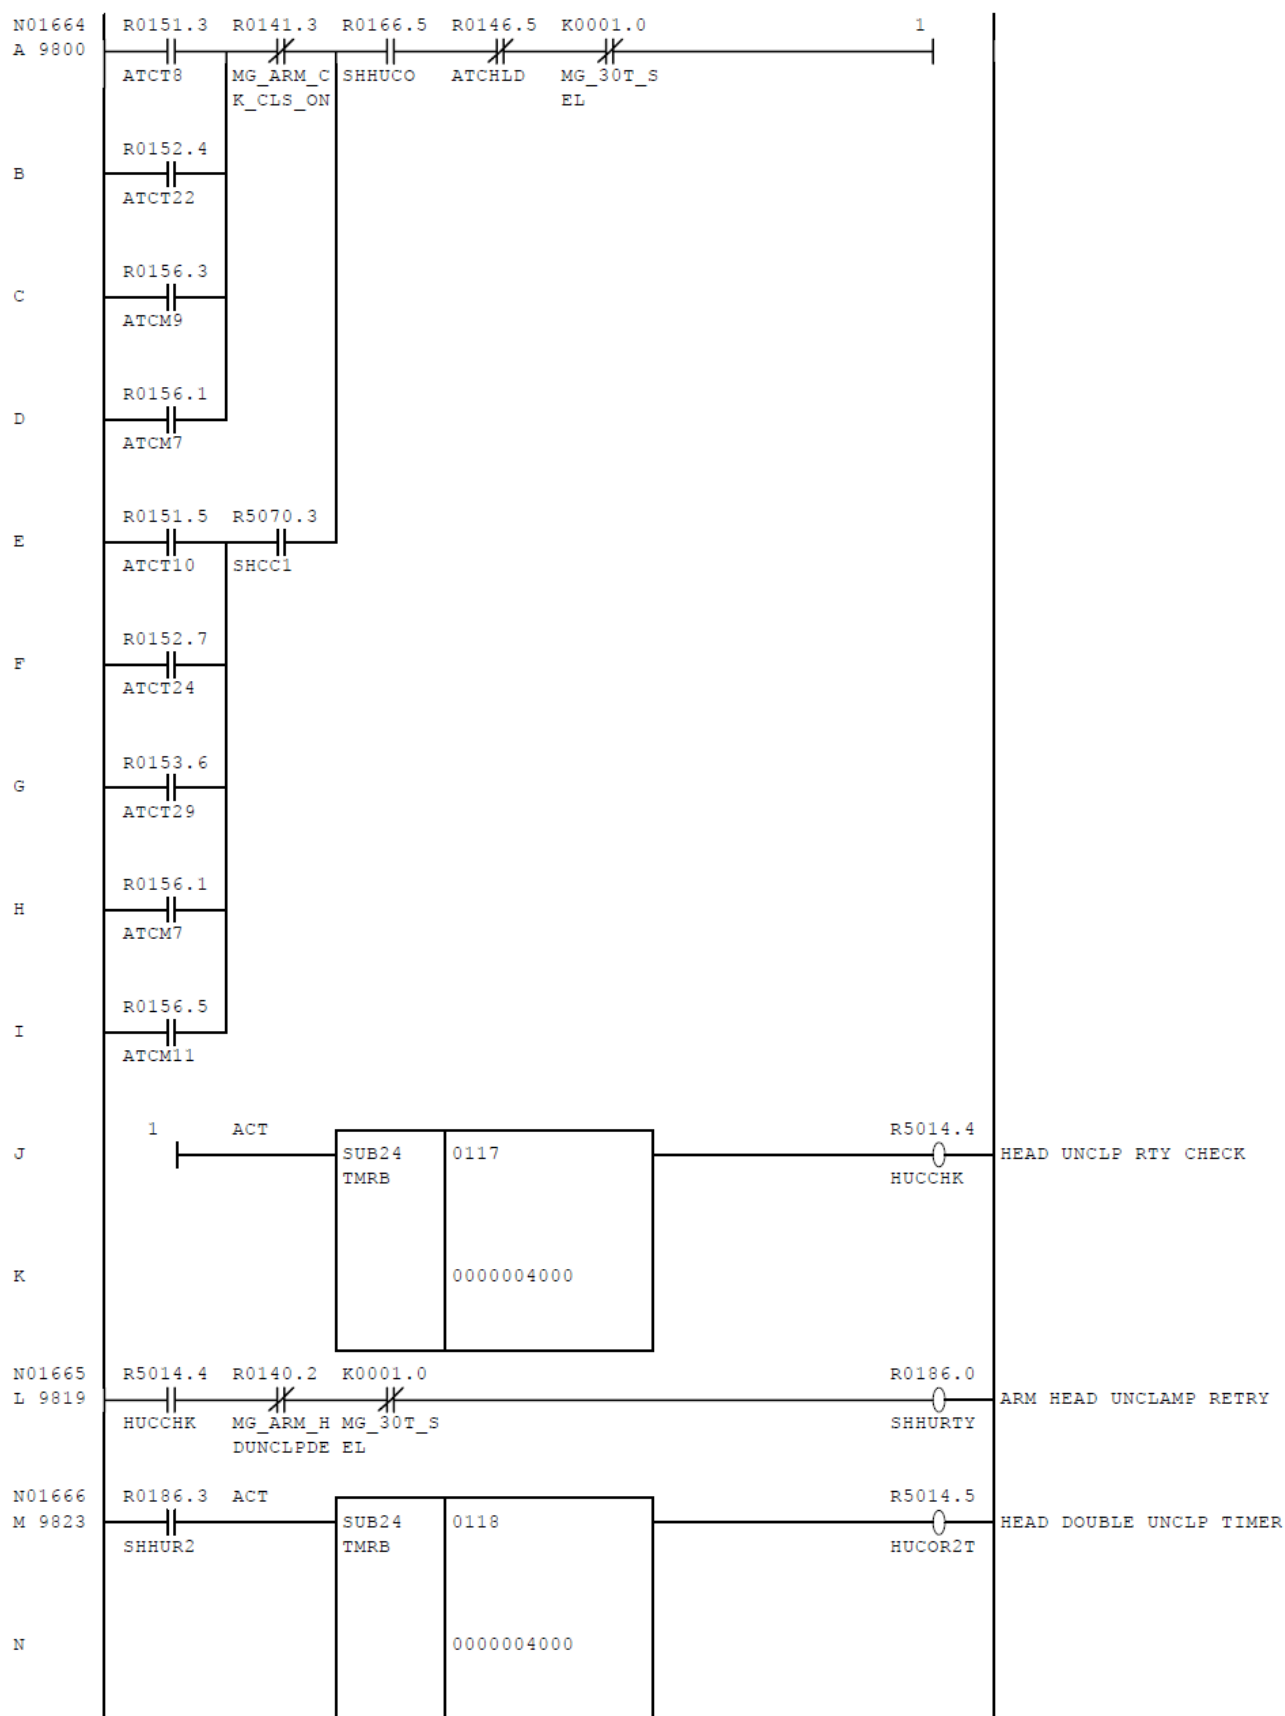 N01664 R0151.3 R0141.3 R0166.5 R0146.5 K0001.0 1
A 9800
ATCT8 MG_ARM_C SHHUCO ATCHLD MG_30T_S
K_CLS_ON EL
R0152.4
B
ATCT22
R0156.3
C
ATCM9
R0156.1
D
ATCM7
R0151.5 R5070.3
E
ATCT10 SHCC1
R0152.7
F
ATCT24
R0153.6
G
ATCT29
R0156.1
H
ATCM7
R0156.5
I
ATCM11
1 ACT R5014.4
J SUB24 0117 HEAD UNCLP RTY CHECK
TMRB HUCCHK
K 0000004000
N01665 R5014.4 R0140.2 K0001.0 R0186.0
L 9819 ARM HEAD UNCLAMP RETRY
HUCCHK MG_ARM_H MG_30T_S SHHURTY
DUNCLPDE EL
N01666 R0186.3 ACT R5014.5
M 9823 SUB24 0118 HEAD DOUBLE UNCLP TIMER
SHHUR2 TMRB HUCOR2T
N 0000004000